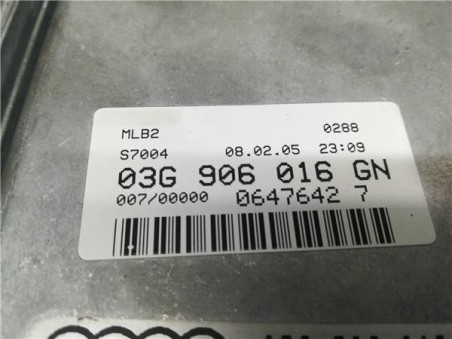 MLB2 0288
S7004 08.02.05 23:09
03G 906 016 GN
007/00000 0647642 7